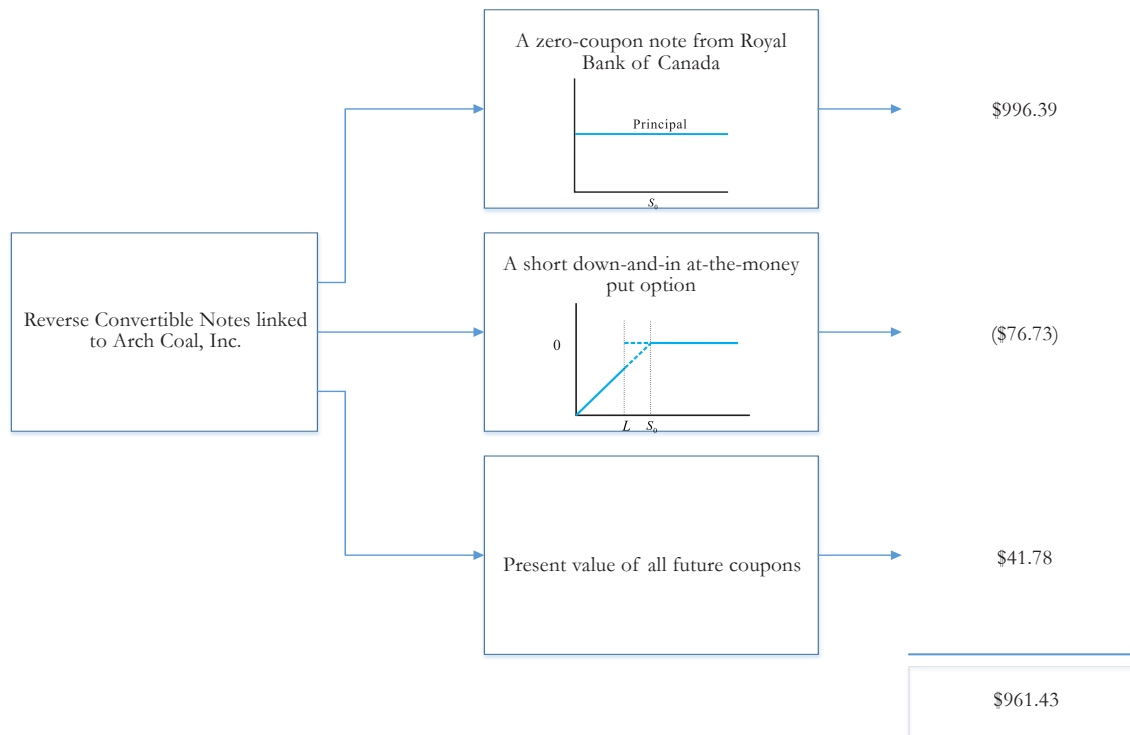 A zero-coupon note from Royal
Bank of Canada
Principal
S₀
$996.39
Reverse Convertible Notes linked
to Arch Coal, Inc.
A short down-and-in at-the-money
put option
0
L S₀
($76.73)
Present value of all future coupons
$41.78
$961.43